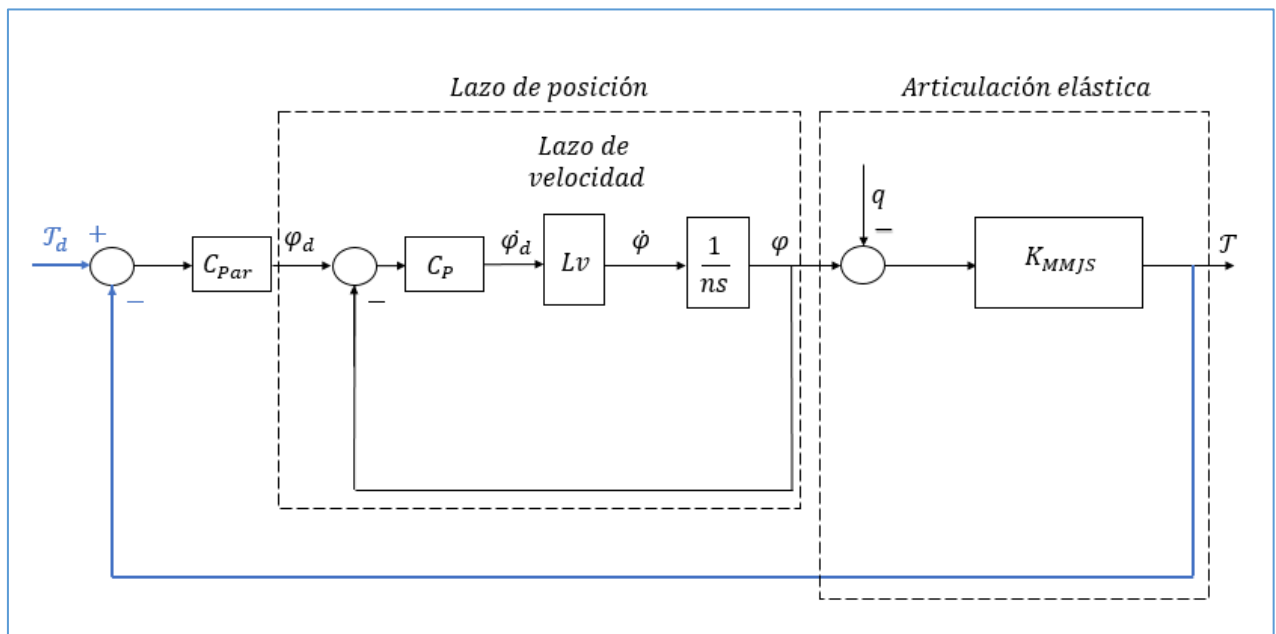 Lazo de posición
Articulación elástica
Lazo de
velocidad
q
−
𝒯d
+
−
CPar
φd
−
CP
φ̇d
Lv
φ̇
1
ns
φ
KMMJS
𝒯